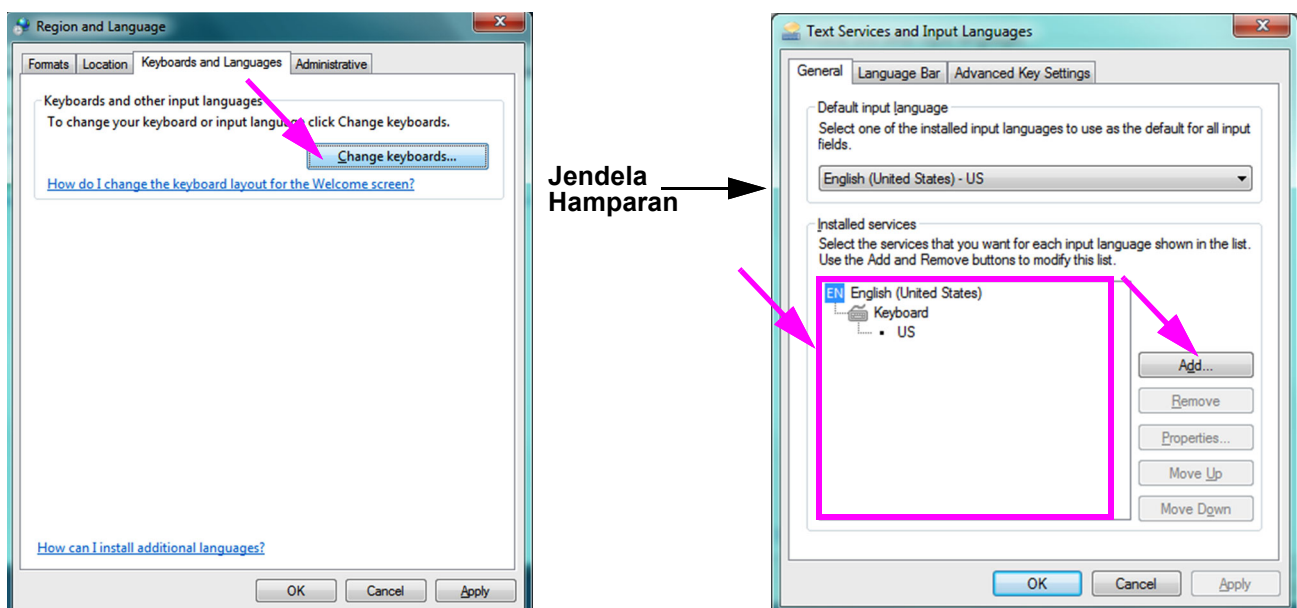 Region and Language
Formats Location Keyboards and Languages Administrative
Keyboards and other input languages
To change your keyboard or input language click Change keyboards.
Change keyboards...
How do I change the keyboard layout for the Welcome screen?
How can I install additional languages?
OK Cancel Apply
Jendela
Hamparan
Text Services and Input Languages
General Language Bar Advanced Key Settings
Default input language
Select one of the installed input languages to use as the default for all input
fields.
English (United States) - US
Installed services
Select the services that you want for each input language shown in the list.
Use the Add and Remove buttons to modify this list.
EN English (United States)
Keyboard
US
Add...
Remove
Properties...
Move Up
Move Down
OK Cancel Apply